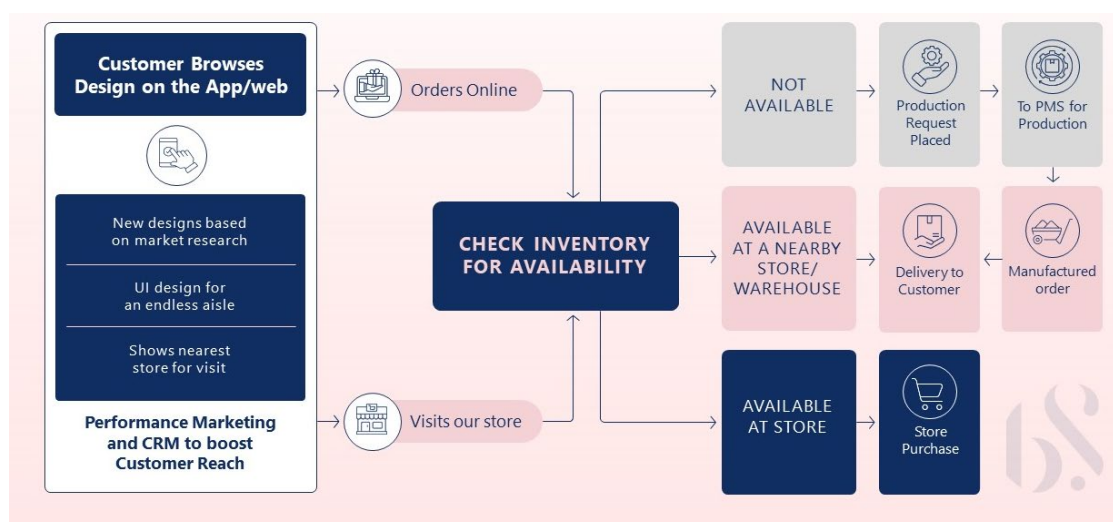 Customer Browses
Design on the App/web
New designs based
on market research
UI design for
an endless aisle
Shows nearest
store for visit
Performance Marketing
and CRM to boost
Customer Reach
Orders Online
Visits our store
CHECK INVENTORY
FOR AVAILABILITY
NOT
AVAILABLE
Production
Request
Placed
To PMS for
Production
AVAILABLE
AT A NEARBY
STORE/
WAREHOUSE
Delivery to
Customer
Manufactured
order
AVAILABLE
AT STORE
Store
Purchase